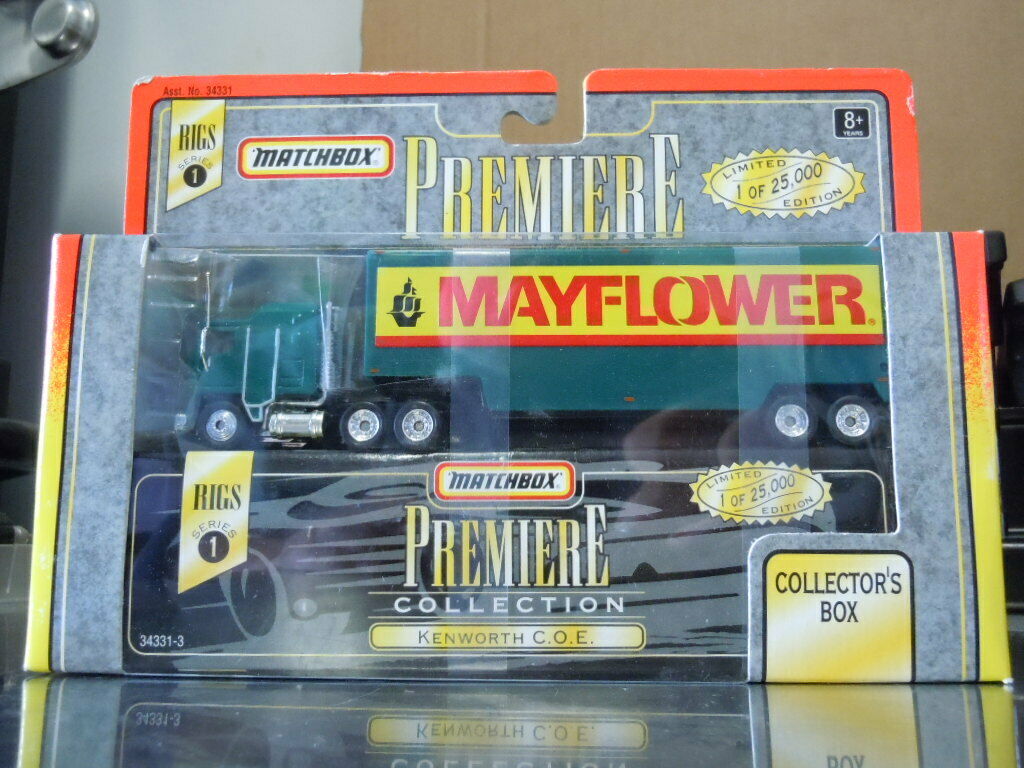 Asst. No. 34331
RIGS
SERIES
1
MATCHBOX
PREMIERE
LIMITED
1 OF 25,000
EDITION
8+
YEARS
MAYFLOWER
RIGS
SERIES
1
MATCHBOX
PREMIERE
COLLECTION
KENWORTH C.O.E.
LIMITED
1 OF 25,000
EDITION
COLLECTOR'S
BOX
34331-3